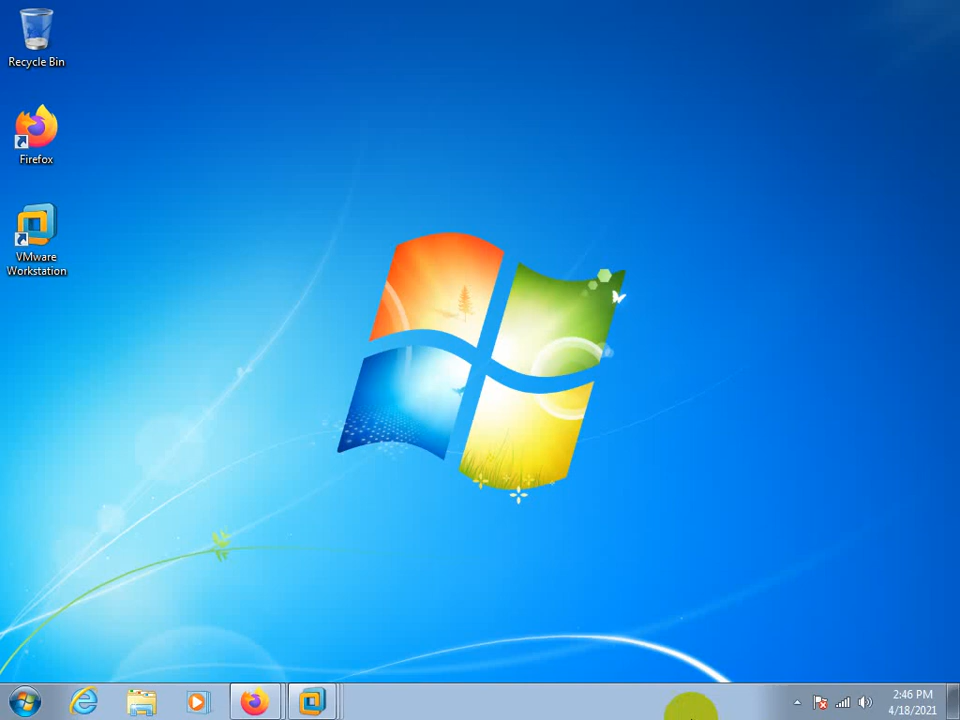 Recycle Bin
Firefox
VMware
Workstation
2:46 PM
4/18/2021